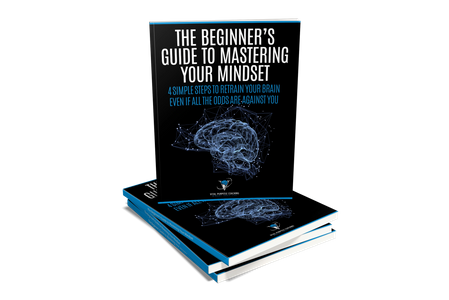 THE BEGINNER'S
GUIDE TO MASTERING
YOUR MINDSET
4 SIMPLE STEPS TO RETRAIN YOUR BRAIN
EVEN IF ALL THE ODDS ARE AGAINST YOU
THE